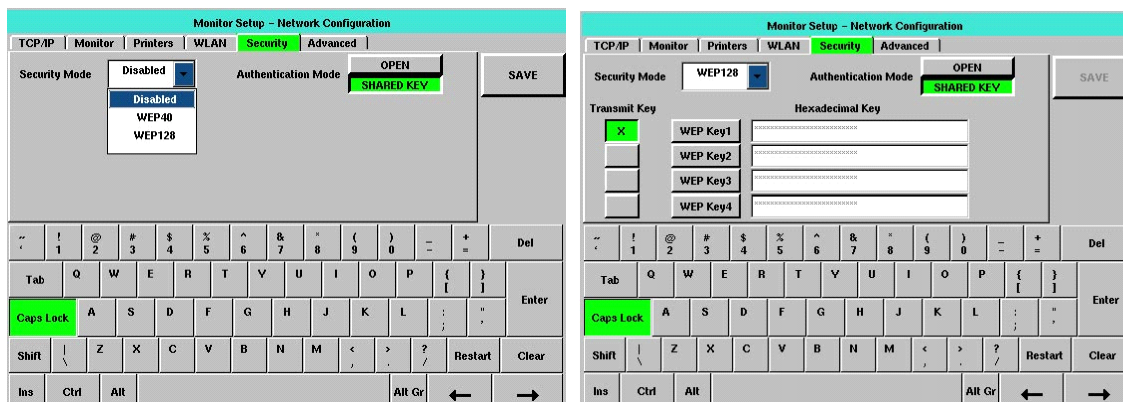 Monitor Setup – Network Configuration
TCP/IP Monitor Printers WLAN Security Advanced
Security Mode Disabled Authentication Mode OPEN SHARED KEY SAVE
Disabled
WEP40
WEP128
~ ! @ # $ % ^ & * ( ) _ +
` 1 2 3 4 5 6 7 8 9 0 - = Del
Tab Q W E R T Y U I O P { [ } ]
Enter
Caps Lock A S D F G H J K L : ; " '
Shift | \ Z X C V B N M < , > . ? / Restart Clear
Ins Ctrl Alt Alt Gr ← →
Monitor Setup – Network Configuration
TCP/IP Monitor Printers WLAN Security Advanced
Security Mode WEP128 Authentication Mode OPEN SHARED KEY SAVE
Transmit Key Hexadecimal Key
X WEP Key1 xxxxxxxxxxxxxxxxxxxxxxxxxx
WEP Key2 xxxxxxxxxxxxxxxxxxxxxxxxxx
WEP Key3 xxxxxxxxxxxxxxxxxxxxxxxxxx
WEP Key4 xxxxxxxxxxxxxxxxxxxxxxxxxx
~ ! @ # $ % ^ & * ( ) _ +
` 1 2 3 4 5 6 7 8 9 0 - = Del
Tab Q W E R T Y U I O P { [ } ]
Enter
Caps Lock A S D F G H J K L : ; " '
Shift | \ Z X C V B N M < , > . ? / Restart Clear
Ins Ctrl Alt Alt Gr ← →